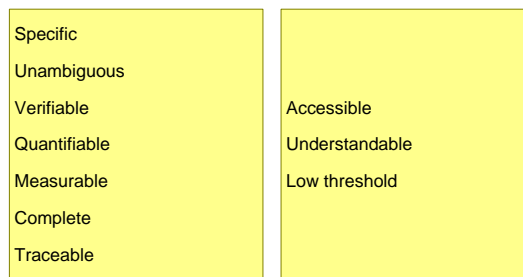 Specific
Unambiguous
Verifiable
Quantifiable
Measurable
Complete
Traceable
Accessible
Understandable
Low threshold